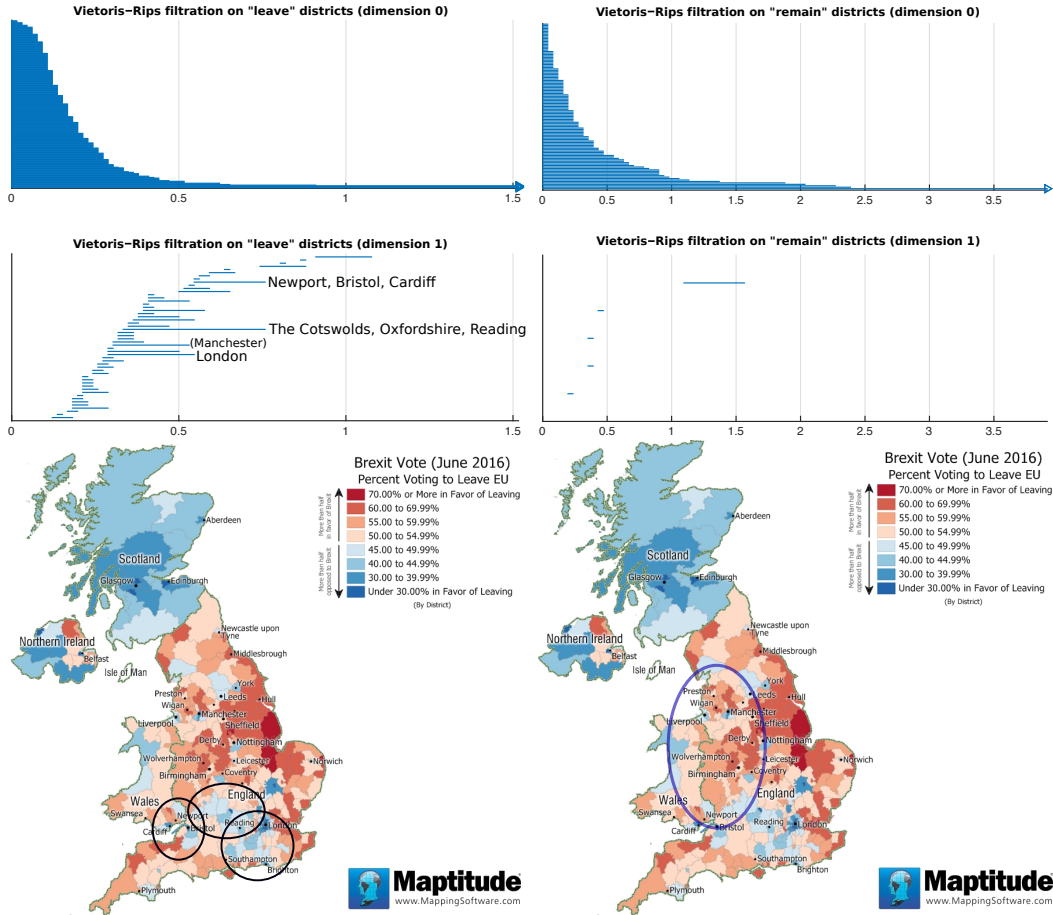 Vietoris−Rips filtration on "leave" districts (dimension 0)
0 0.5 1 1.5
Vietoris−Rips filtration on "remain" districts (dimension 0)
0 0.5 1 1.5 2 2.5 3 3.5
Vietoris−Rips filtration on "leave" districts (dimension 1)
Newport, Bristol, Cardiff
The Cotswolds, Oxfordshire, Reading
(Manchester)
London
0 0.5 1 1.5
Vietoris−Rips filtration on "remain" districts (dimension 1)
0 0.5 1 1.5 2 2.5 3 3.5
Brexit Vote (June 2016)
Percent Voting to Leave EU
More than half
in favor of Brexit
More than half
opposed to Brexit
70.00% or More in Favor of Leaving
60.00 to 69.99%
55.00 to 59.99%
50.00 to 54.99%
45.00 to 49.99%
40.00 to 44.99%
30.00 to 39.99%
Under 30.00% in Favor of Leaving
(By District)
Aberdeen
Scotland
Glasgow
Edinburgh
Newcastle upon
Tyne
Northern Ireland
Belfast
Middlesbrough
Isle of Man
York
Preston
Leeds
Hull
Wigan
Manchester
Liverpool
Sheffield
Derby
Nottingham
Wolverhampton
Leicester
Norwich
Birmingham
Coventry
England
Wales
Swansea
Newport
Reading
London
Cardiff
Bristol
Southampton
Brighton
Plymouth
Maptitude
www.MappingSoftware.com
Brexit Vote (June 2016)
Percent Voting to Leave EU
More than half
in favor of Brexit
More than half
opposed to Brexit
70.00% or More in Favor of Leaving
60.00 to 69.99%
55.00 to 59.99%
50.00 to 54.99%
45.00 to 49.99%
40.00 to 44.99%
30.00 to 39.99%
Under 30.00% in Favor of Leaving
(By District)
Aberdeen
Scotland
Glasgow
Edinburgh
Newcastle upon
Tyne
Northern Ireland
Belfast
Middlesbrough
Isle of Man
York
Preston
Leeds
Hull
Wigan
Manchester
Liverpool
Sheffield
Derby
Nottingham
Wolverhampton
Leicester
Norwich
Birmingham
Coventry
England
Wales
Swansea
Newport
Reading
London
Cardiff
Bristol
Southampton
Brighton
Plymouth
Maptitude
www.MappingSoftware.com